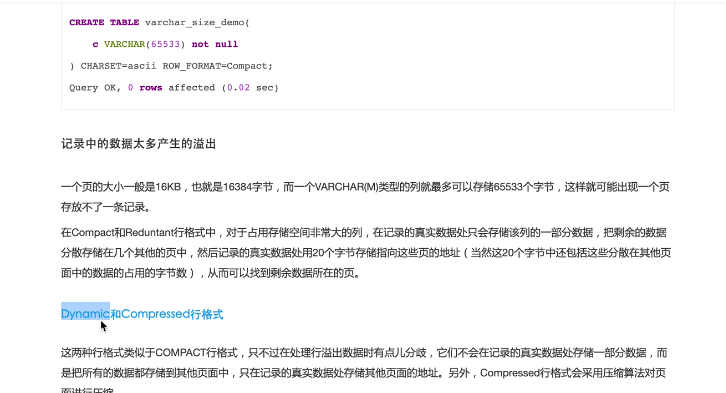 CREATE TABLE varchar_size_demo(
c VARCHAR(65533) not null
) CHARSET=ascii ROW_FORMAT=Compact;
Query OK, 0 rows affected (0.02 sec)
记录中的数据太多产生的溢出
一个页的大小一般是16KB，也就是16384字节，而一个VARCHAR(M)类型的列就最多可以存储65533个字节，这样就可能出现一个页
存放不了一条记录。
在Compact和Reduntant行格式中，对于占用存储空间非常大的列，在记录的真实数据处只会存储该列的一部分数据，把剩余的数据
分散存储在几个其他的页中，然后记录的真实数据处用20个字节存储指向这些页的地址（当然这20个字节中还包括这些分散在其他页
面中的数据的占用的字节数），从而可以找到剩余数据所在的页。
Dynamic和Compressed行格式
这两种行格式类似于COMPACT行格式，只不过在处理行溢出数据时有点儿分歧，它们不会在记录的真实数据处存储一部分数据，而
是把所有的数据都存储到其他页面中，只在记录的真实数据处存储其他页面的地址。另外，Compressed行格式会采用压缩算法对页
面进行压缩